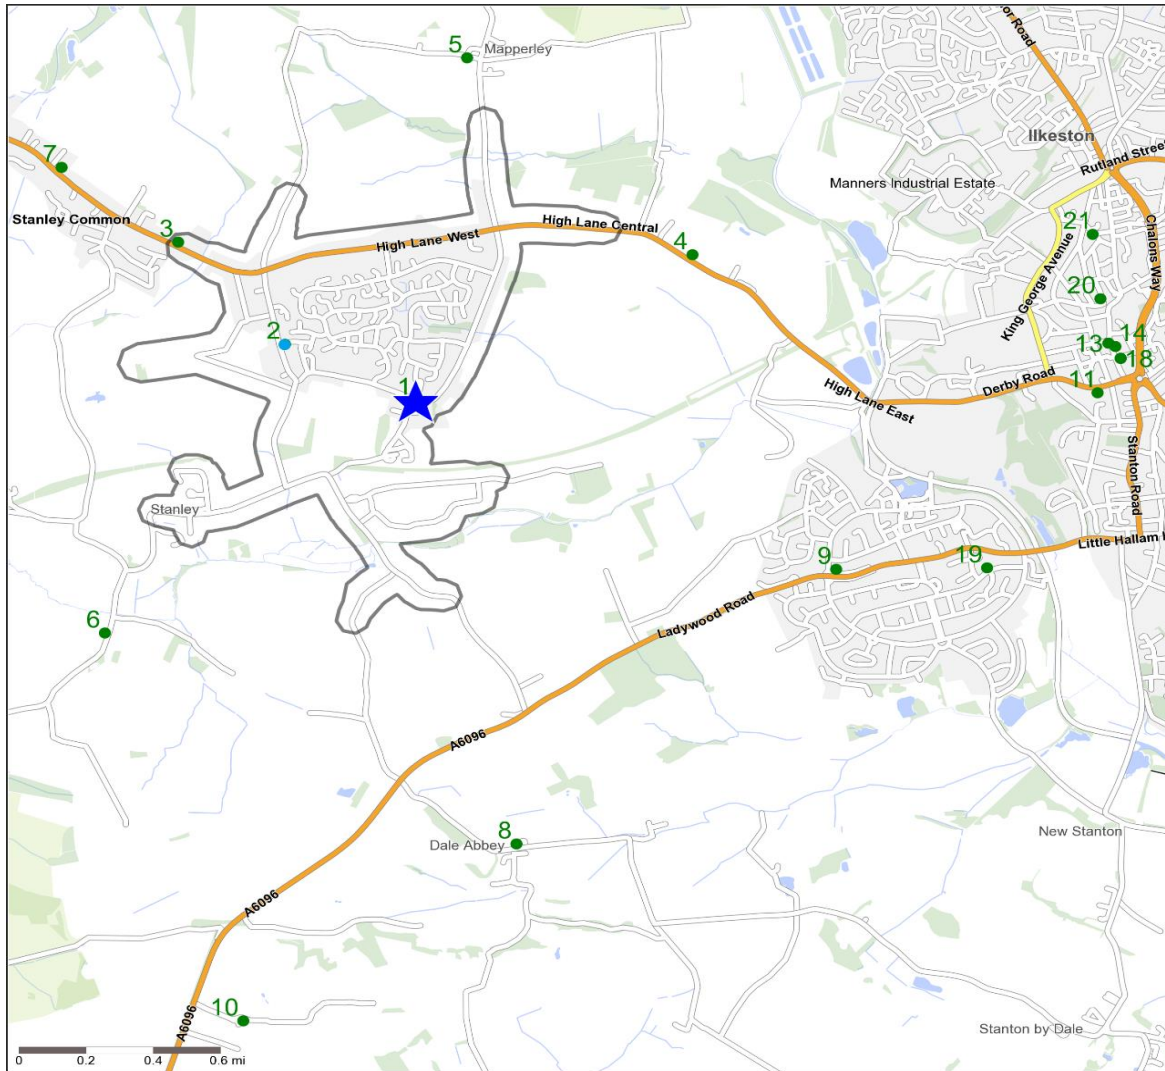 or Road
5
Mapperley
Ilkeston
Rutland Street
7
Manners Industrial Estate
Stanley Common
3
High Lane West
High Lane Central
4
21
King George Avenue
Chalons Way
20
2
13
14
18
1
Derby Road
11
High Lane East
Stanton Road
Stanley
Little Hallam H
9
19
6
Ladywood Road
A6096
8
Dale Abbey
New Stanton
A6096
10
A6096
Stanton by Dale
0
0.2
0.4
0.6 mi